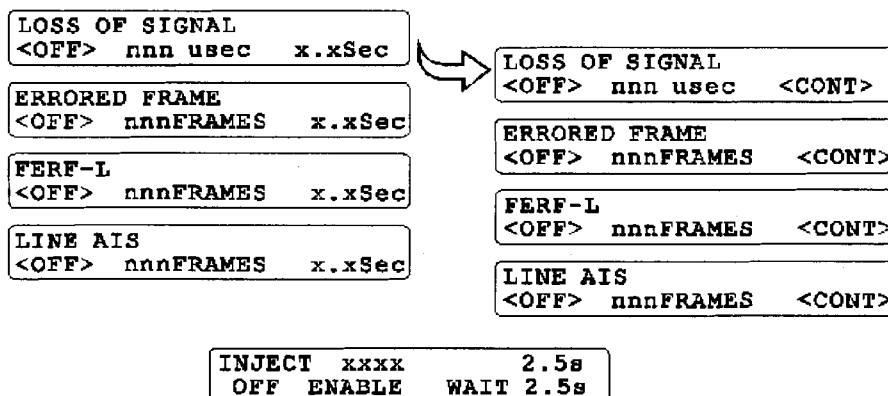 LOSS OF SIGNAL
<OFF> nnn usec x.xSec
ERRORED FRAME
<OFF> nnnFRAMES x.xSec
FERF-L
<OFF> nnnFRAMES x.xSec
LINE AIS
<OFF> nnnFRAMES x.xSec
LOSS OF SIGNAL
<OFF> nnn usec <CONT>
ERRORED FRAME
<OFF> nnnFRAMES <CONT>
FERF-L
<OFF> nnnFRAMES <CONT>
LINE AIS
<OFF> nnnFRAMES <CONT>
INJECT xxxx 2.5s
OFF ENABLE WAIT 2.5s